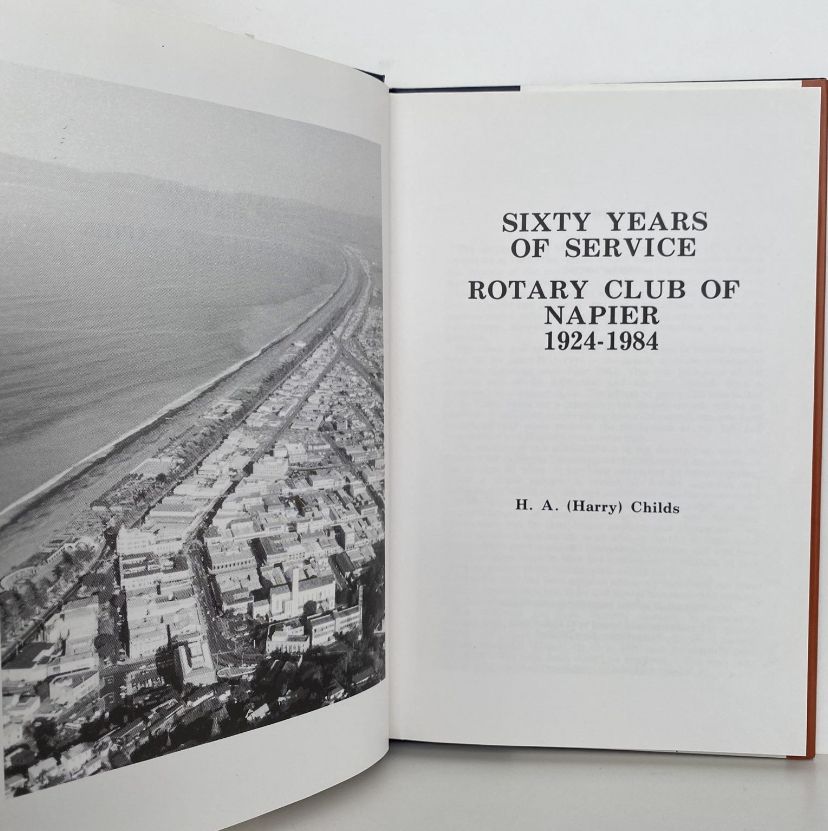 SIXTY YEARS
OF SERVICE
ROTARY CLUB OF
NAPIER
1924-1984
H. A. (Harry) Childs